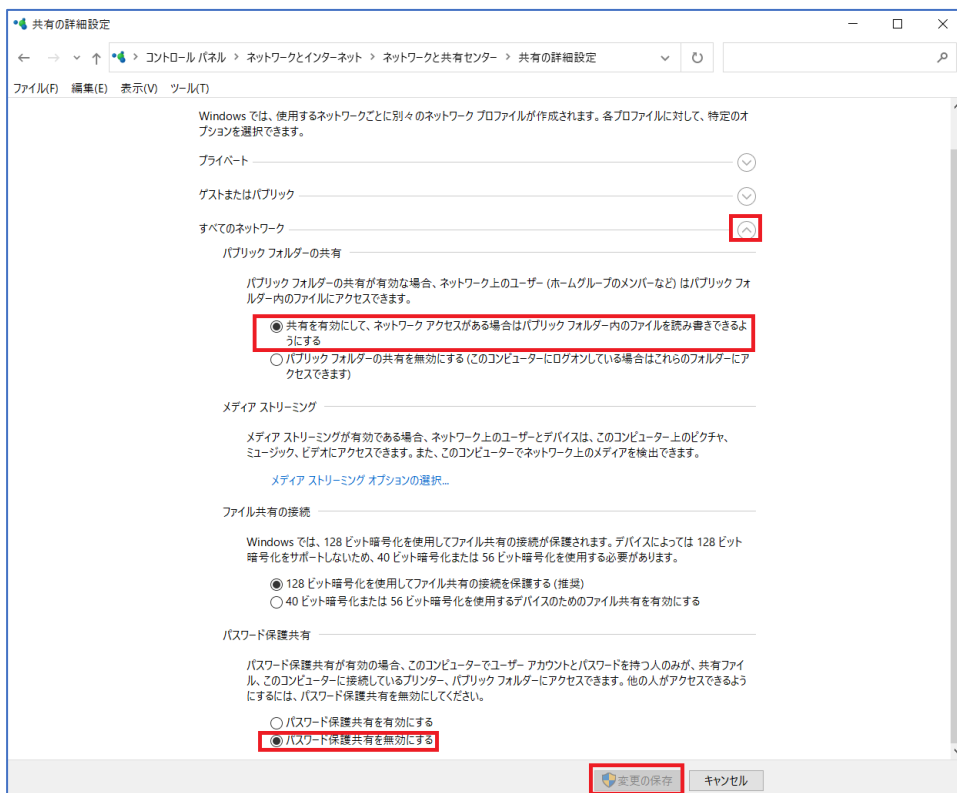 共有の詳細設定
コントロール パネル > ネットワークとインターネット > ネットワークと共有センター > 共有の詳細設定
ファイル(F) 編集(E) 表示(V) ツール(T)
Windows では、使用するネットワークごとに別々のネットワーク プロファイルが作成されます。各プロファイルに対して、特定のオ
プションを選択できます。
プライベート
ゲストまたはパブリック
すべてのネットワーク
パブリック フォルダーの共有
パブリック フォルダーの共有が有効な場合、ネットワーク上のユーザー (ホームグループのメンバーなど) はパブリック フォ
ルダー内のファイルにアクセスできます。
共有を有効にして、ネットワーク アクセスがある場合はパブリック フォルダー内のファイルを読み書きできるよ
うにする
パブリック フォルダーの共有を無効にする (このコンピューターにログオンしている場合はこれらのフォルダーにア
クセスできます)
メディア ストリーミング
メディア ストリーミングが有効である場合、ネットワーク上のユーザーとデバイスは、このコンピューター上のピクチャ、
ミュージック、ビデオにアクセスできます。また、このコンピューターでネットワーク上のメディアを検出できます。
メディア ストリーミング オプションの選択...
ファイル共有の接続
Windows では、128 ビット暗号化を使用してファイル共有の接続が保護されます。デバイスによっては 128 ビット
暗号化をサポートしないため、40 ビット暗号化または 56 ビット暗号化を使用する必要があります。
128 ビット暗号化を使用してファイル共有の接続を保護する (推奨)
40 ビット暗号化または 56 ビット暗号化を使用するデバイスのためのファイル共有を有効にする
パスワード保護共有
パスワード保護共有が有効の場合、このコンピューターでユーザー アカウントとパスワードを持つ人のみが、共有ファイ
ル、このコンピューターに接続しているプリンター、パブリック フォルダーにアクセスできます。他の人がアクセスできるよう
にするには、パスワード保護共有を無効にしてください。
パスワード保護共有を有効にする
パスワード保護共有を無効にする
変更の保存 キャンセル